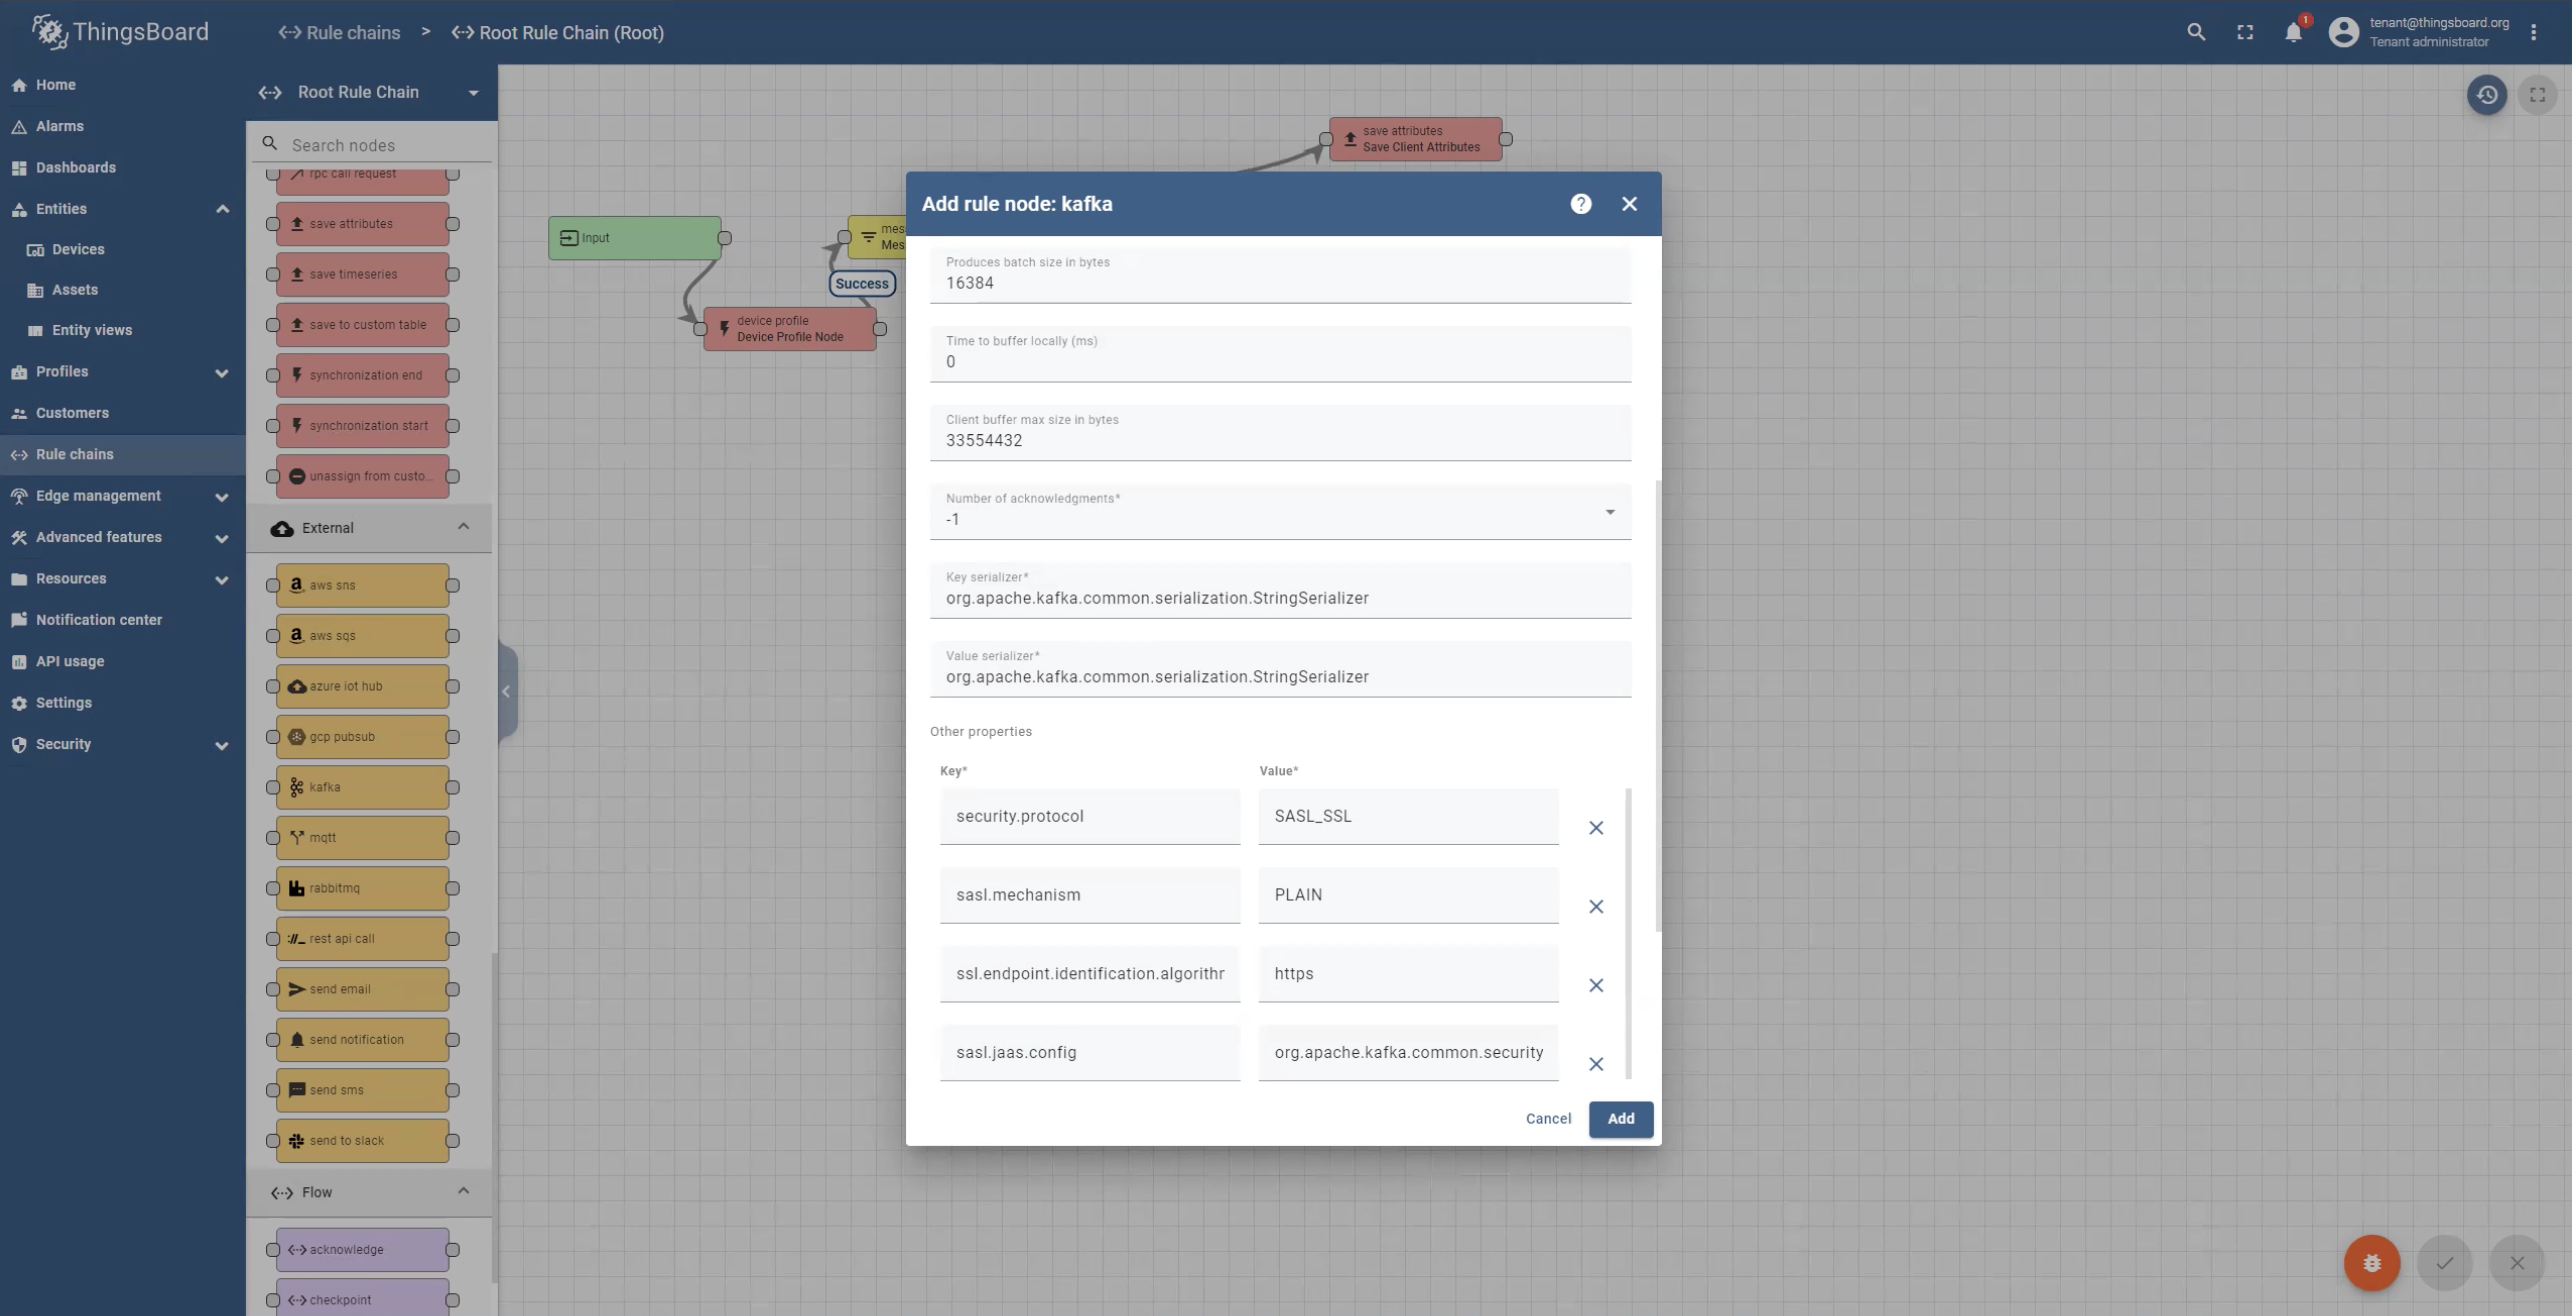 ThingsBoard
Rule chains > Root Rule Chain (Root)
1
tenant@thingsboard.org
Tenant administrator
Home
Alarms
Dashboards
Entities
Devices
Assets
Entity views
Profiles
Customers
Rule chains
Edge management
Advanced features
Resources
Notification center
API usage
Settings
Security
Root Rule Chain
Search nodes
rpc call request
save attributes
save timeseries
save to custom table
synchronization end
synchronization start
unassign from custo...
External
aws sns
aws sqs
azure iot hub
gcp pubsub
kafka
mqtt
rabbitmq
rest api call
send email
send notification
send sms
send to slack
Flow
acknowledge
checkpoint
Input
mes
Mes
Success
device profile
Device Profile Node
save attributes
Save Client Attributes
Add rule node: kafka
Produces batch size in bytes
16384
Time to buffer locally (ms)
0
Client buffer max size in bytes
33554432
Number of acknowledgments*
-1
Key serializer*
org.apache.kafka.common.serialization.StringSerializer
Value serializer*
org.apache.kafka.common.serialization.StringSerializer
Other properties
Key* Value*
security.protocol SASL_SSL
sasl.mechanism PLAIN
ssl.endpoint.identification.algorithr https
sasl.jaas.config org.apache.kafka.common.security
Cancel Add